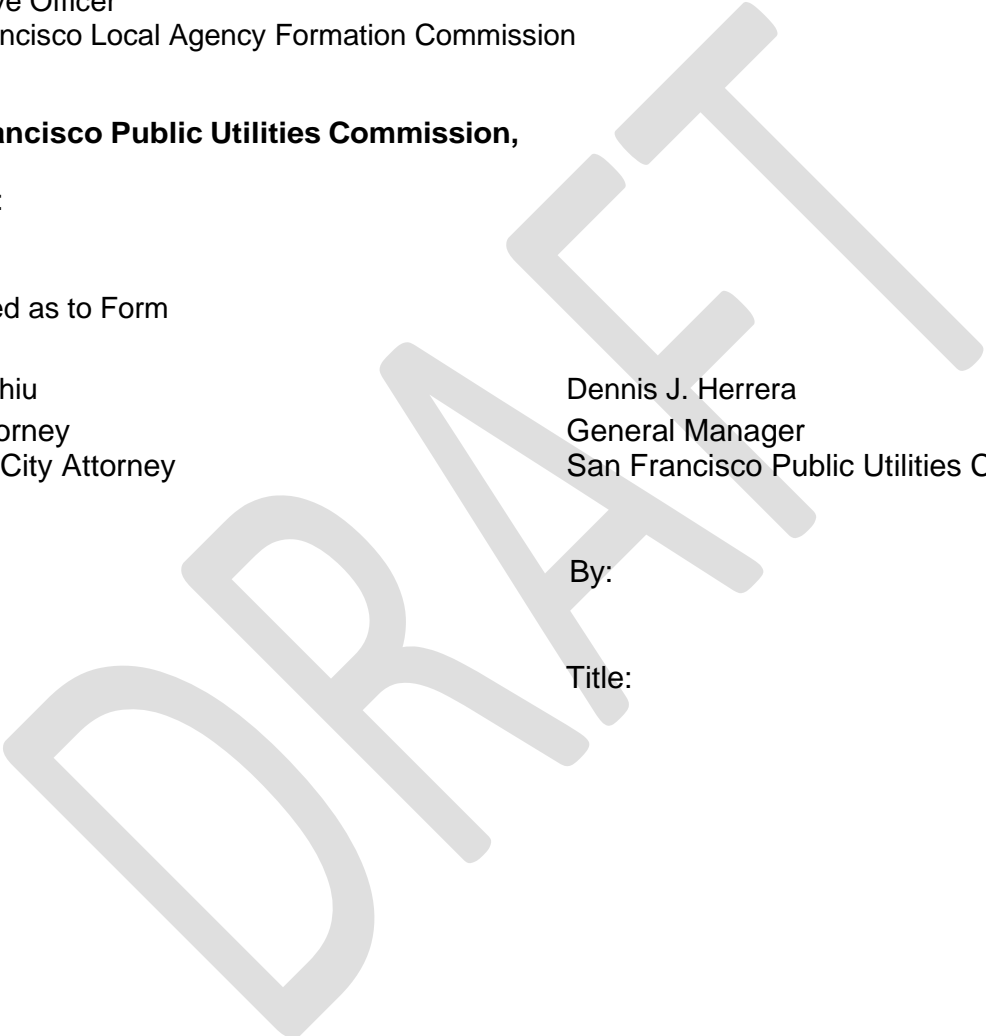 ve Officer
ncisco Local Agency Formation Commission
ancisco Public Utilities Commission,
:
ed as to Form
hiu
orney
City Attorney
Dennis J. Herrera
General Manager
San Francisco Public Utilities C
By:
Title:
DRAFT